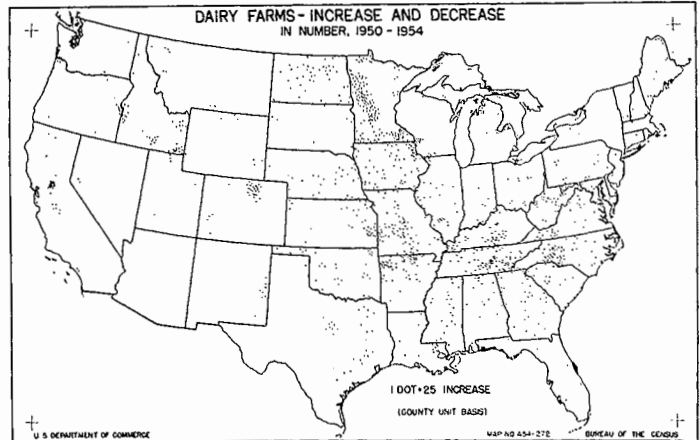 DAIRY FARMS - INCREASE AND DECREASE
IN NUMBER, 1950 - 1954
1 DOT=25 INCREASE
(COUNTY UNIT BASIS)
U S DEPARTMENT OF COMMERCE
MAP NO A54-272
BUREAU OF THE CENSUS